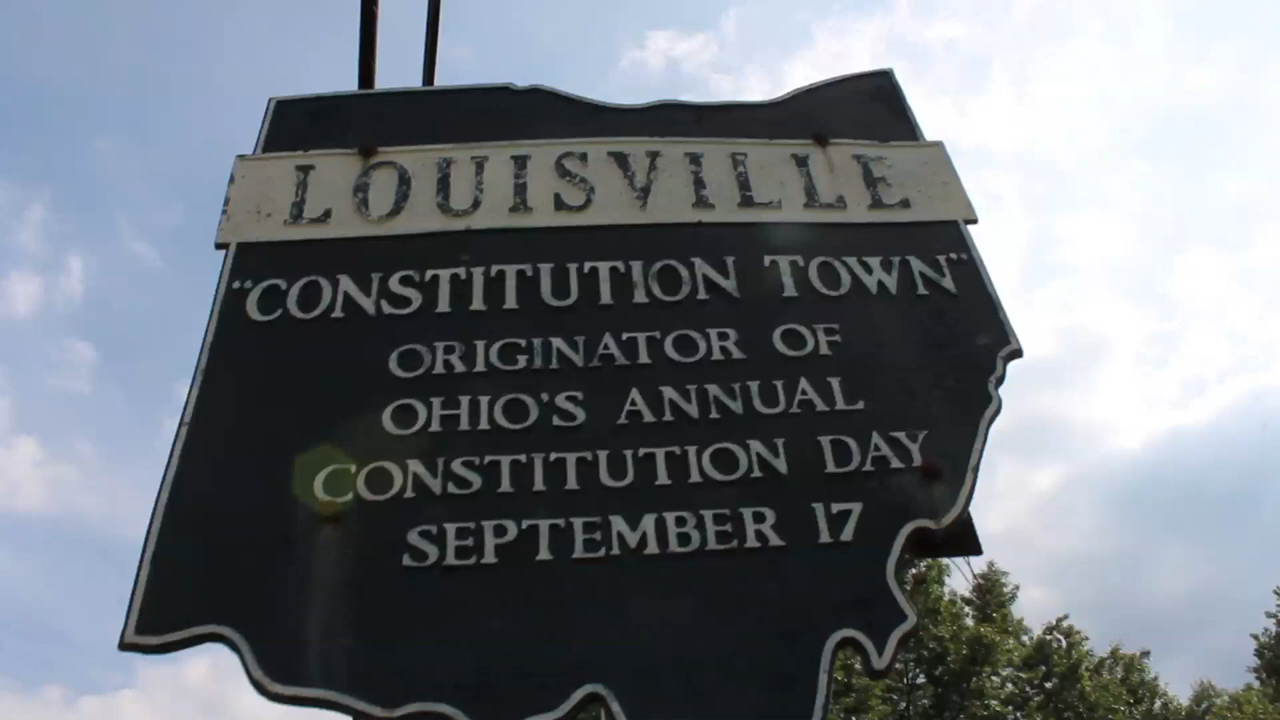 LOUISVILLE
"CONSTITUTION TOWN"
ORIGINATOR OF
OHIO'S ANNUAL
CONSTITUTION DAY
SEPTEMBER 17